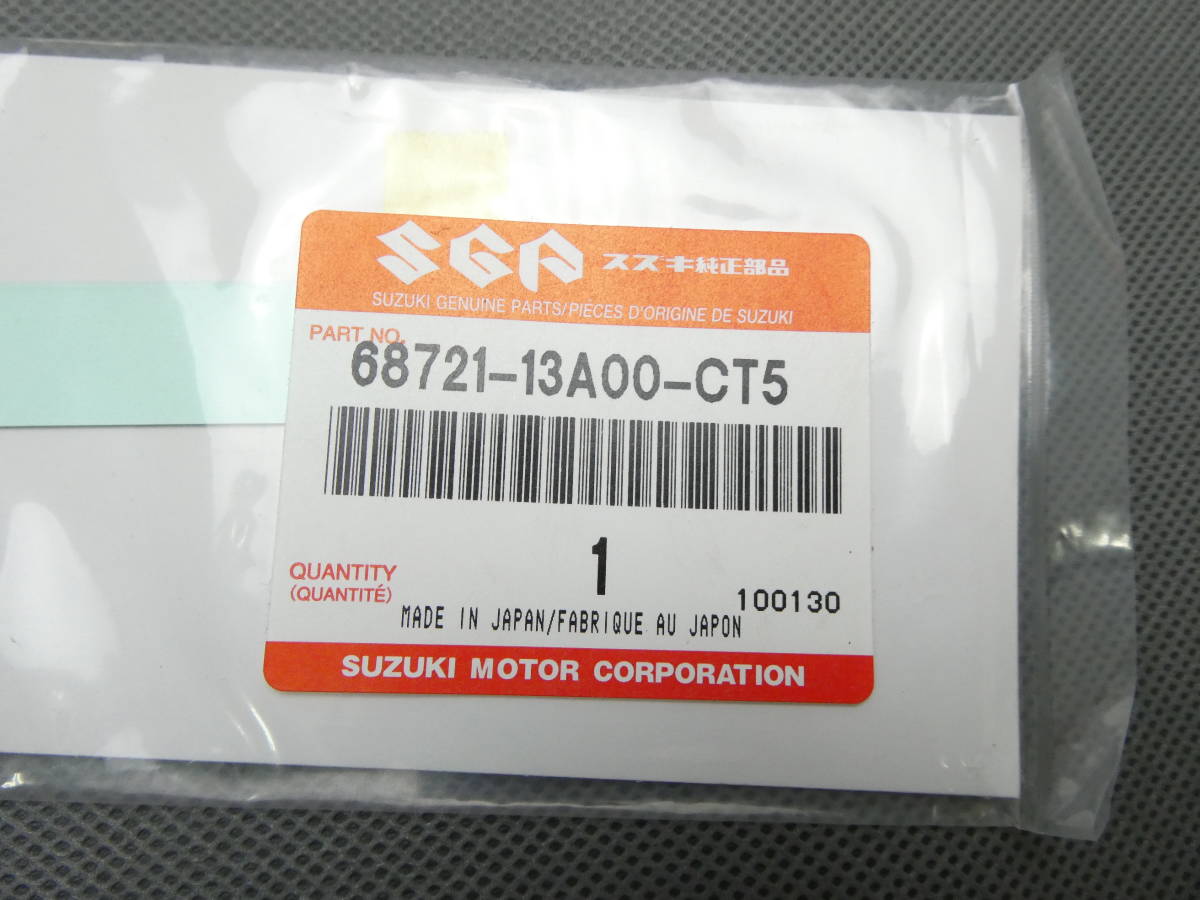 SGP スズキ純正部品
SUZUKI GENUINE PARTS/PIÈCES D'ORIGINE DE SUZUKI
PART NO.
68721-13A00-CT5
1
QUANTITY
(QUANTITÉ)
100130
MADE IN JAPAN/FABRIQUE AU JAPON
SUZUKI MOTOR CORPORATION